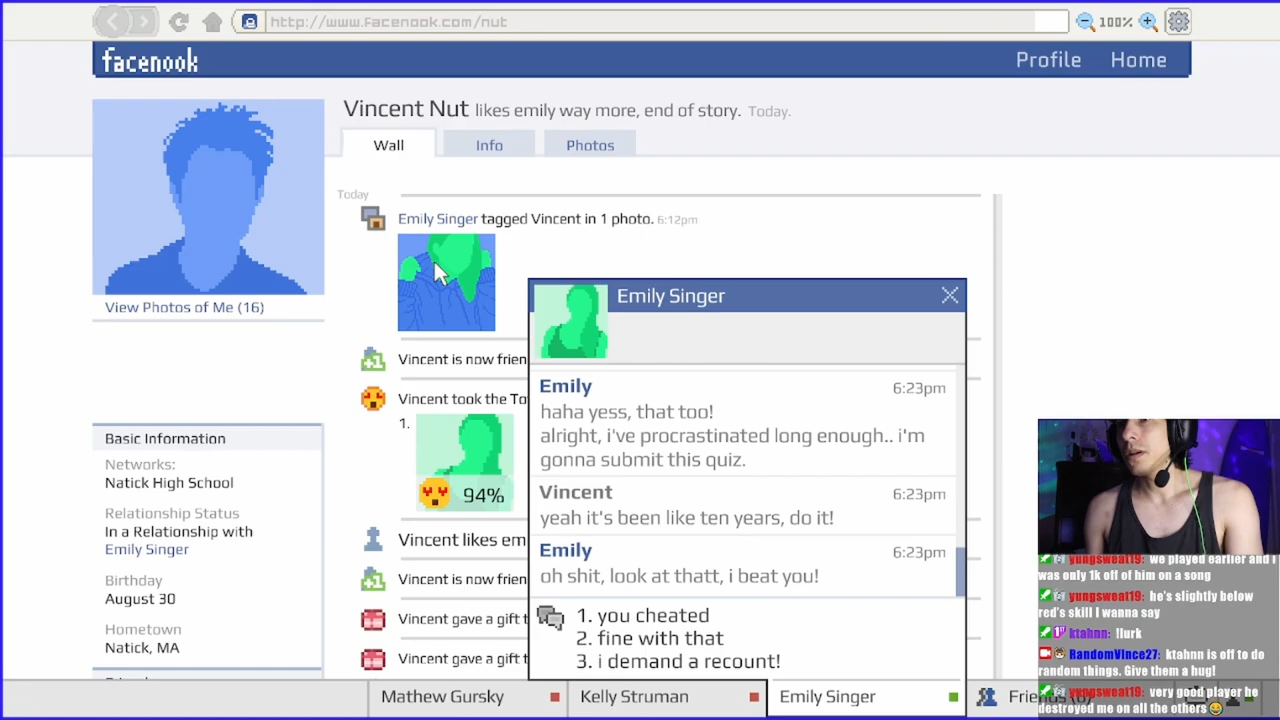 http://www.facenook.com/nut
100%
facenook
Profile
Home
Vincent Nut likes emily way more, end of story. Today.
Wall
Info
Photos
Today
Emily Singer tagged Vincent in 1 photo. 6:12pm
View Photos of Me (16)
Vincent is now frien
Vincent took the To
1.
94%
Vincent likes em
Vincent is now frien
Vincent gave a gift t
Vincent gave a gift t
Basic Information
Networks:
Natick High School
Relationship Status
In a Relationship with
Emily Singer
Birthday
August 30
Hometown
Natick, MA
Emily Singer
Emily 6:23pm
haha yess, that too!
alright, i've procrastinated long enough.. i'm
gonna submit this quiz.
Vincent 6:23pm
yeah it's been like ten years, do it!
Emily 6:23pm
oh shit, look at thatt, i beat you!
1. you cheated
2. fine with that
3. i demand a recount!
Mathew Gursky
Kelly Struman
Emily Singer
yungsweat19: we played earlier and i
was only 1k off of him on a song
yungsweat19: he's slightly below
red's skill I wanna say
ktahnn: !lurk
RandomVince27: ktahnn is off to do
random things. Give them a hug!
yungsweat19: very good player he
destroyed me on all the others